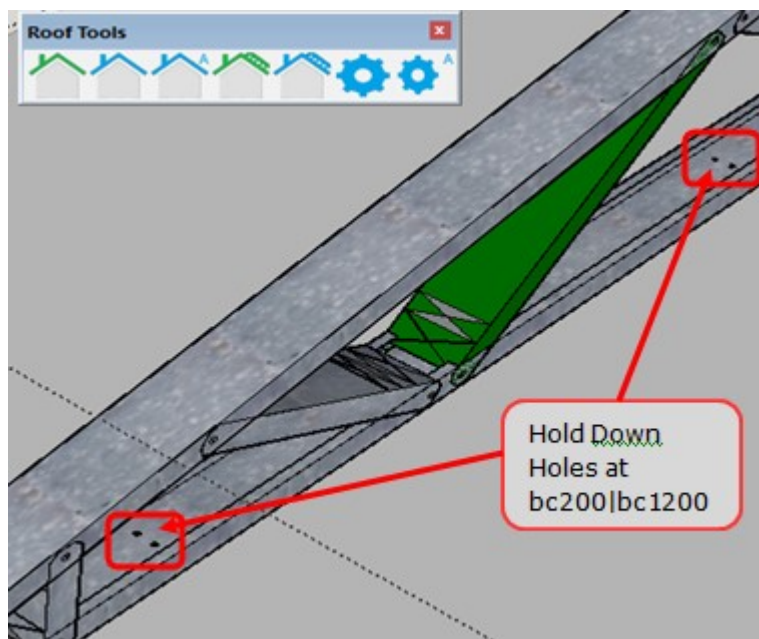 Roof Tools
x
A
A
Hold Down
Holes at
bc200|bc1200